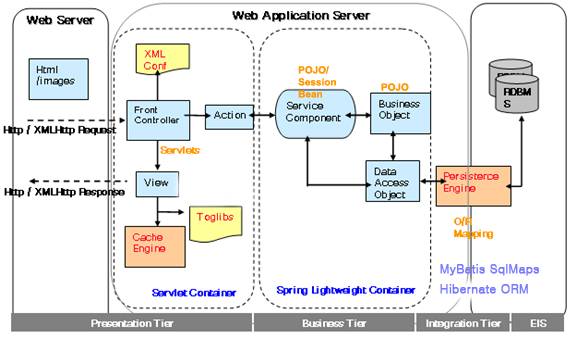 Web Server
Web Application Server
Html
/images
XML
Conf
POJO/
Session
Bean
POJO
Front
Controller
Action
Service
Component
Business
Object
RDBM
S
Http / XMLHttp Request
Servlets
Http / XMLHttp Response
View
Data
Access
Object
Persistence
Engine
Taglibs
Cache
Engine
O/R
Mapping
MyBatis SqlMaps
Hibernate ORM
Servlet Container
Spring Lightweight Container
Presentation Tier
Business Tier
Integration Tier
EIS